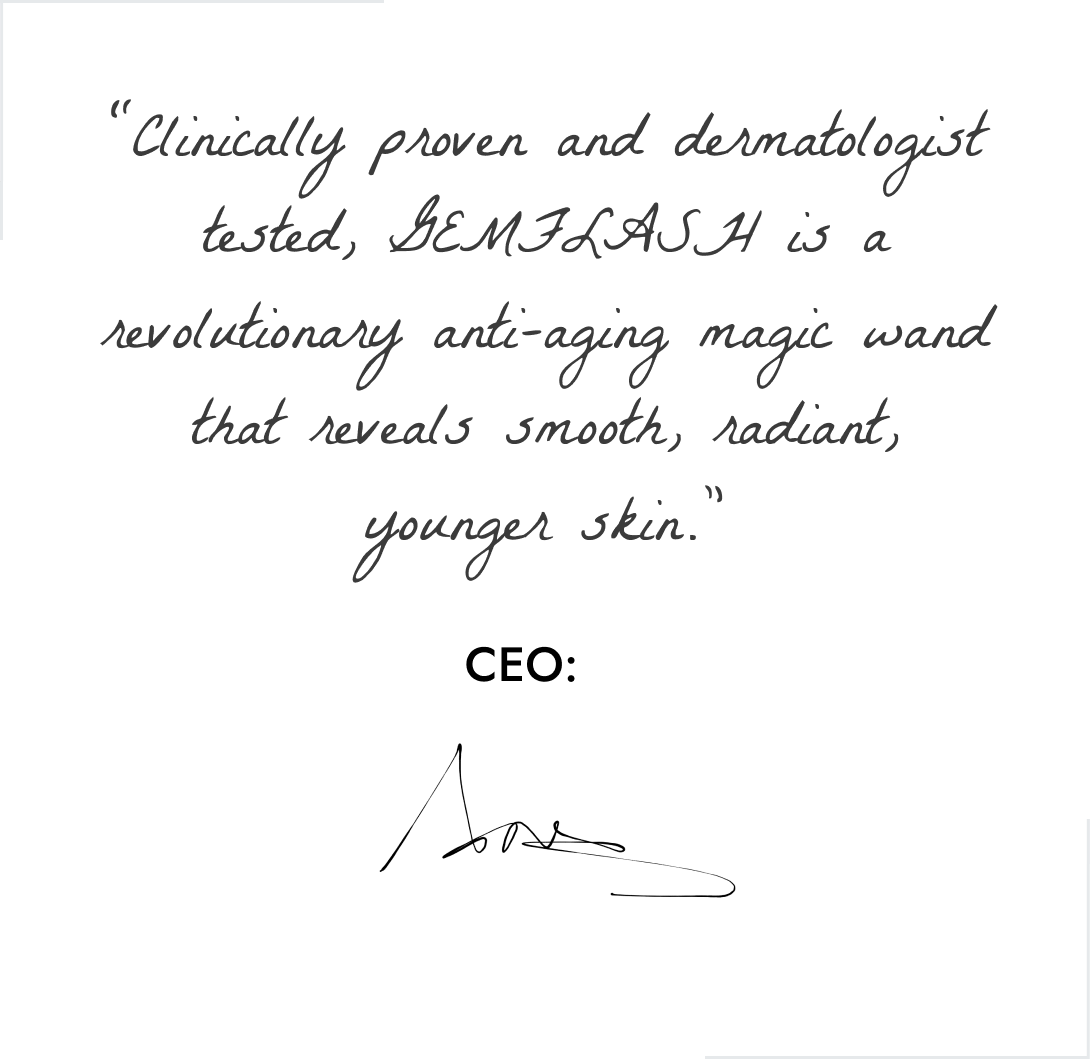 “Clinically proven and dermatologist
tested, GEMFLASH is a
revolutionary anti-aging magic wand
that reveals smooth, radiant,
younger skin.”
CEO: